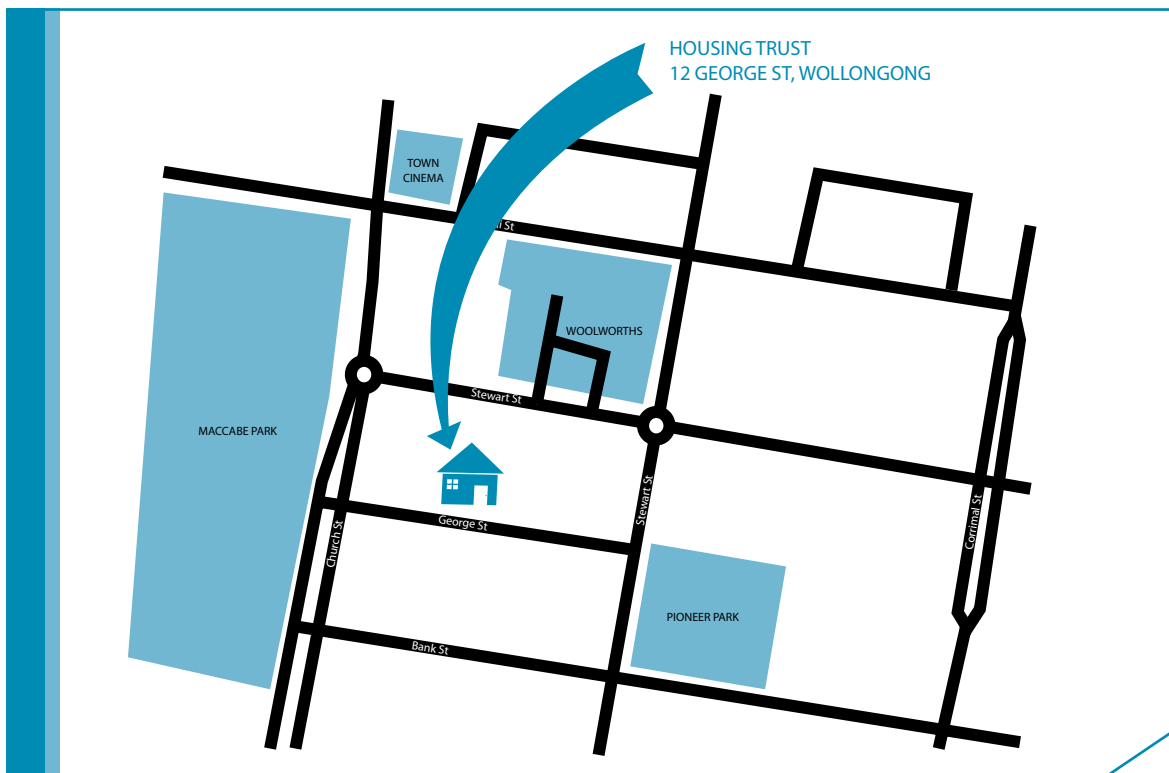 HOUSING TRUST
12 GEORGE ST, WOLLONGONG
TOWN
CINEMA
St
WOOLWORTHS
Stewart St
MACCABE PARK
Stewart St
George St
Church St
Corrimal St
PIONEER PARK
Bank St